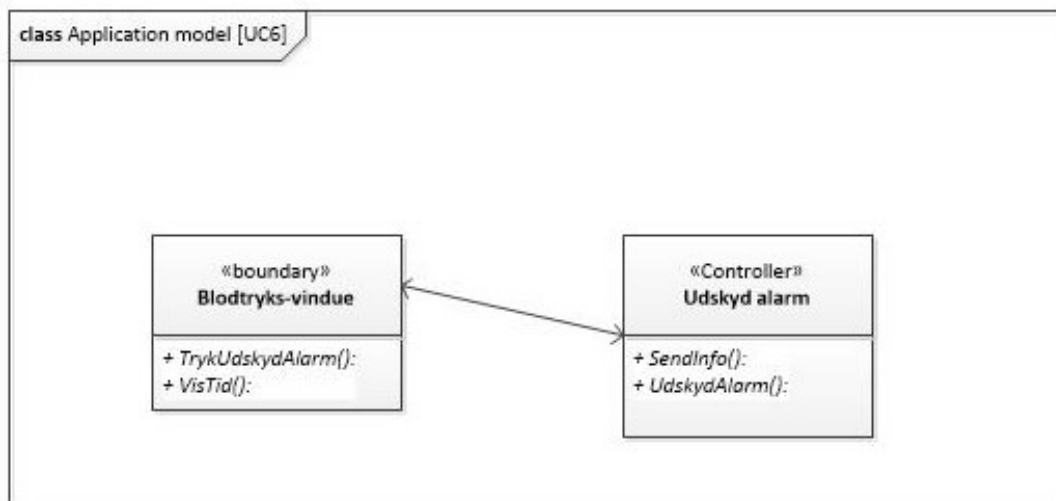 class Application model [UC6]
«boundary»
Blodtryks-vindue
+ TrykUdskydAlarm():
+ VisTid():
«Controller»
Udskyd alarm
+ SendInfo():
+ UdskydAlarm():